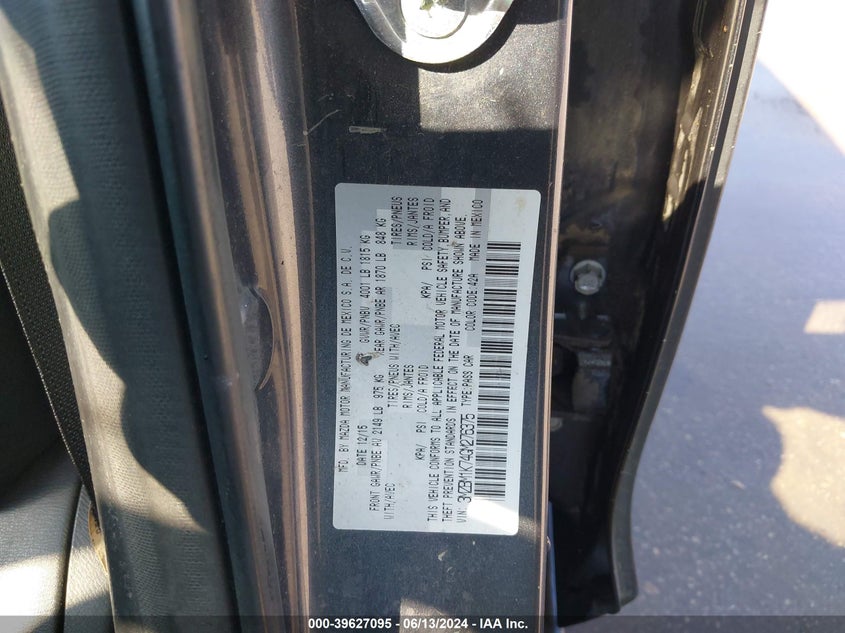 MFD. BY MAZDA MOTOR MANUFACTURING DE MEXICO S.A. DE C.V.
DATE 12/15 GVWR/PNBV 4001 LB 1815 KG
FRONT GAWR/PNBE AV 2149 LB 975 KG REAR GAWR/PNBE AR 1870 LB 848 KG
WITH/AVEC TIRES/PNEUS WITH/AVEC TIRES/PNEUS
RIMS/JANTES RIMS/JANTES
KPA/ PSI COLD/A FROID KPA/ PSI COLD/A FROID
THIS VEHICLE CONFORMS TO ALL APPLICABLE FEDERAL MOTOR VEHICLE SAFETY, BUMPER, AND
THEFT PREVENTION STANDARDS IN EFFECT ON THE DATE OF MANUFACTURE SHOWN ABOVE.
VIN: 3MZBM1K74GM276375 TYPE:PASS CAR COLOR CODE:42A MADE IN MEXICO
000-39627095 / 06/13/2024 / IAA Inc.